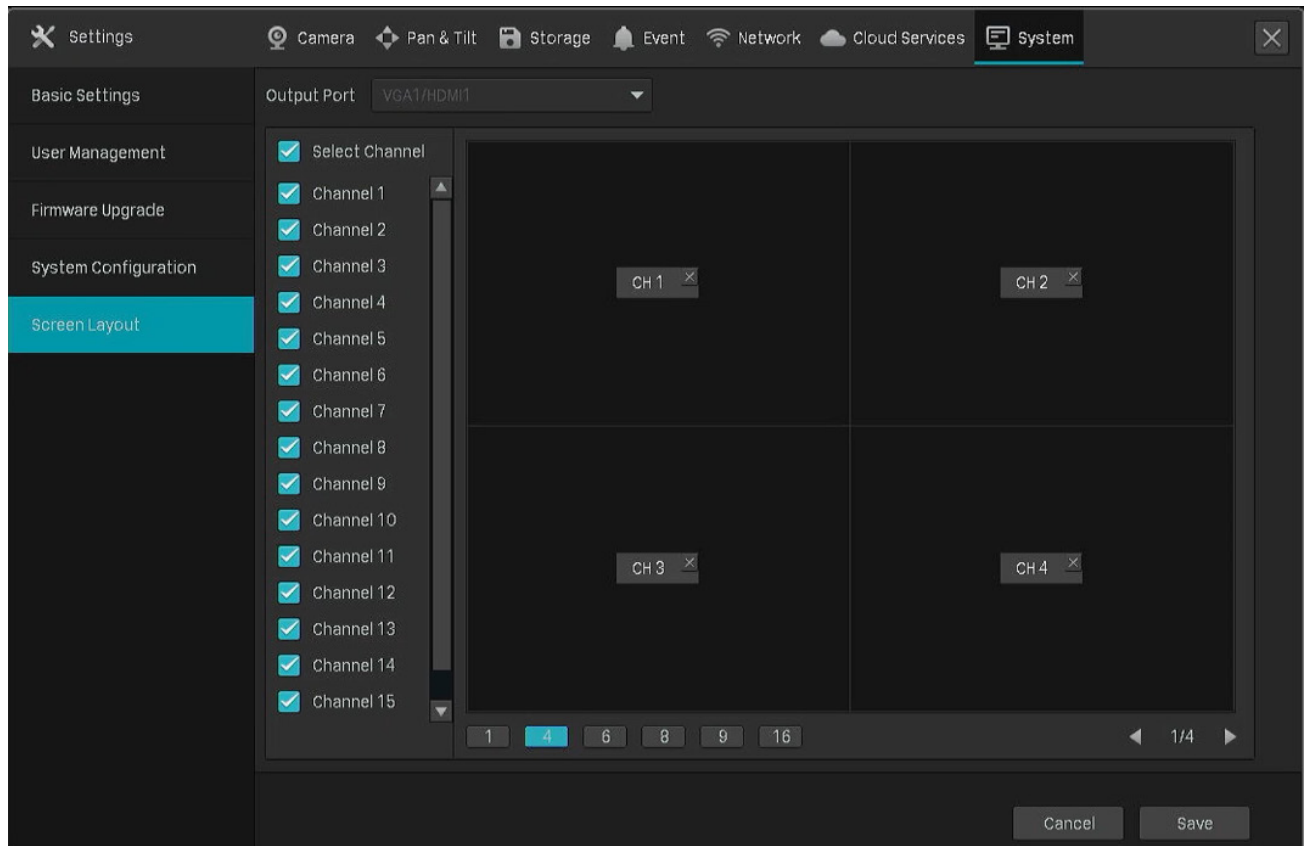 Settings
Camera
Pan & Tilt
Storage
Event
Network
Cloud Services
System
Basic Settings
User Management
Firmware Upgrade
System Configuration
Screen Layout
Output Port
VGA1/HDMI1
Select Channel
Channel 1
Channel 2
Channel 3
Channel 4
Channel 5
Channel 6
Channel 7
Channel 8
Channel 9
Channel 10
Channel 11
Channel 12
Channel 13
Channel 14
Channel 15
CH 1
CH 2
CH 3
CH 4
1 4 6 8 9 16
1/4
Cancel
Save